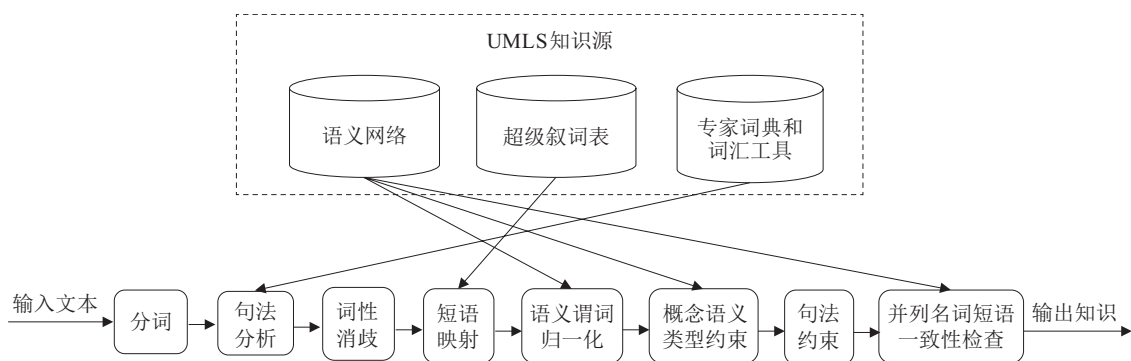 UMLS知识源
语义网络
超级叙词表
专家词典和
词汇工具
输入文本
分词
句法
分析
词性
消歧
短语
映射
语义谓词
归一化
概念语义
类型约束
句法
约束
并列名词短语
一致性检查
输出知识